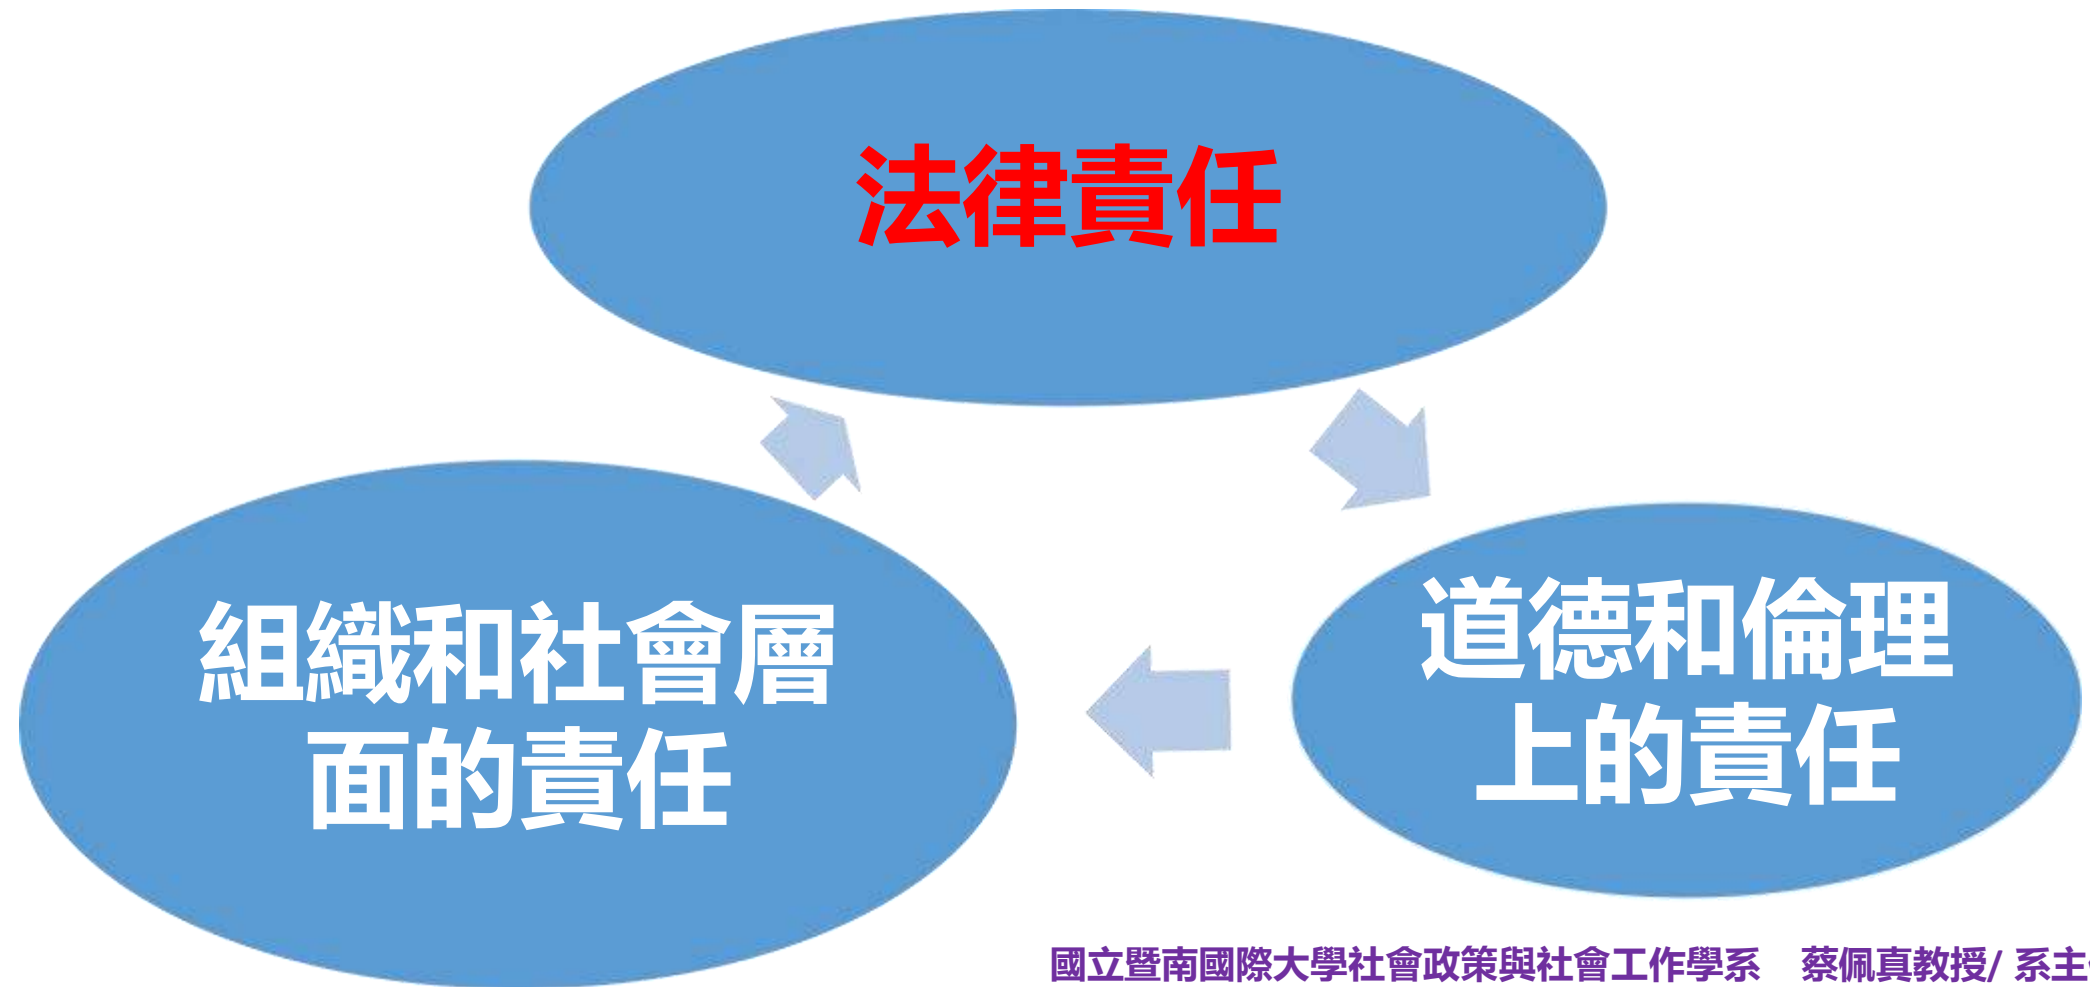 法律責任
組織和社會層
面的責任
道德和倫理
上的責任
國立暨南國際大學社會政策與社會工作學系　蔡佩真教授/ 系主